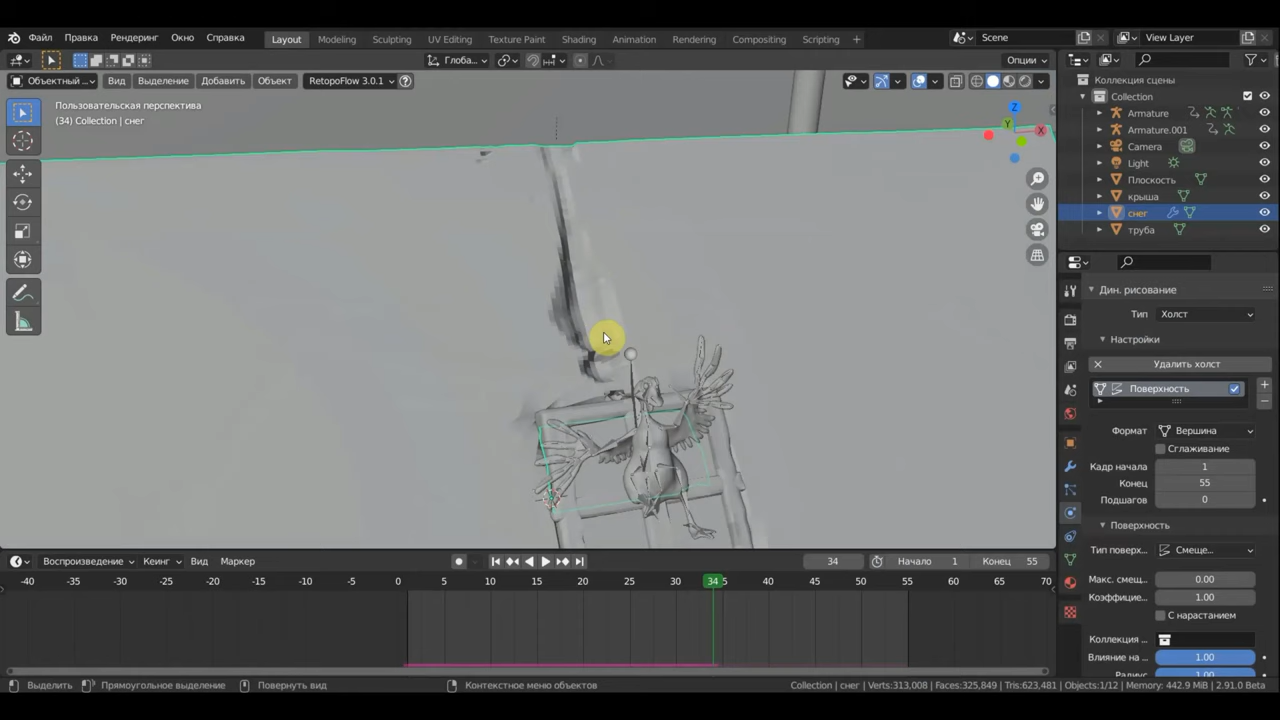 Файл Правка Рендеринг Окно Справка Layout Modeling Sculpting UV Editing Texture Paint Shading Animation Rendering Compositing Scripting + Scene View Layer
Глоба... Опции
Объектный ... Вид Выделение Добавить Объект RetopoFlow 3.0.1
Пользовательская перспектива
(34) Collection | снег
Z
Y
X
Коллекция сцены
Collection
Armature
Armature.001
Camera
Light
Плоскость
крыша
снег
труба
Дин. рисование
Тип Холст
Настройки
Удалить холст
Поверхность
Формат Вершина
Сглаживание
Кадр начала 1
Конец 55
Подшагов 0
Поверхность
Тип поверх... Смеще...
Макс. смещ... 0.00
Коэффицие... 1.00
С нарастанием
Коллекция
Влияние на ... 1.00
Радиу... 1.00
Воспроизведение Кеинг Вид Маркер 34 Начало 1 Конец 55
-40 -35 -30 -25 -20 -15 -10 -5 0 5 10 15 20 25 30 34 5 40 45 50 55 60 65 70
Выделить Прямоугольное выделение Повернуть вид Контекстное меню объектов Collection | снег | Verts:313,008 | Faces:325,849 | Tris:623,481 | Objects:1/12 | Memory: 442.9 MiB | 2.91.0 Beta